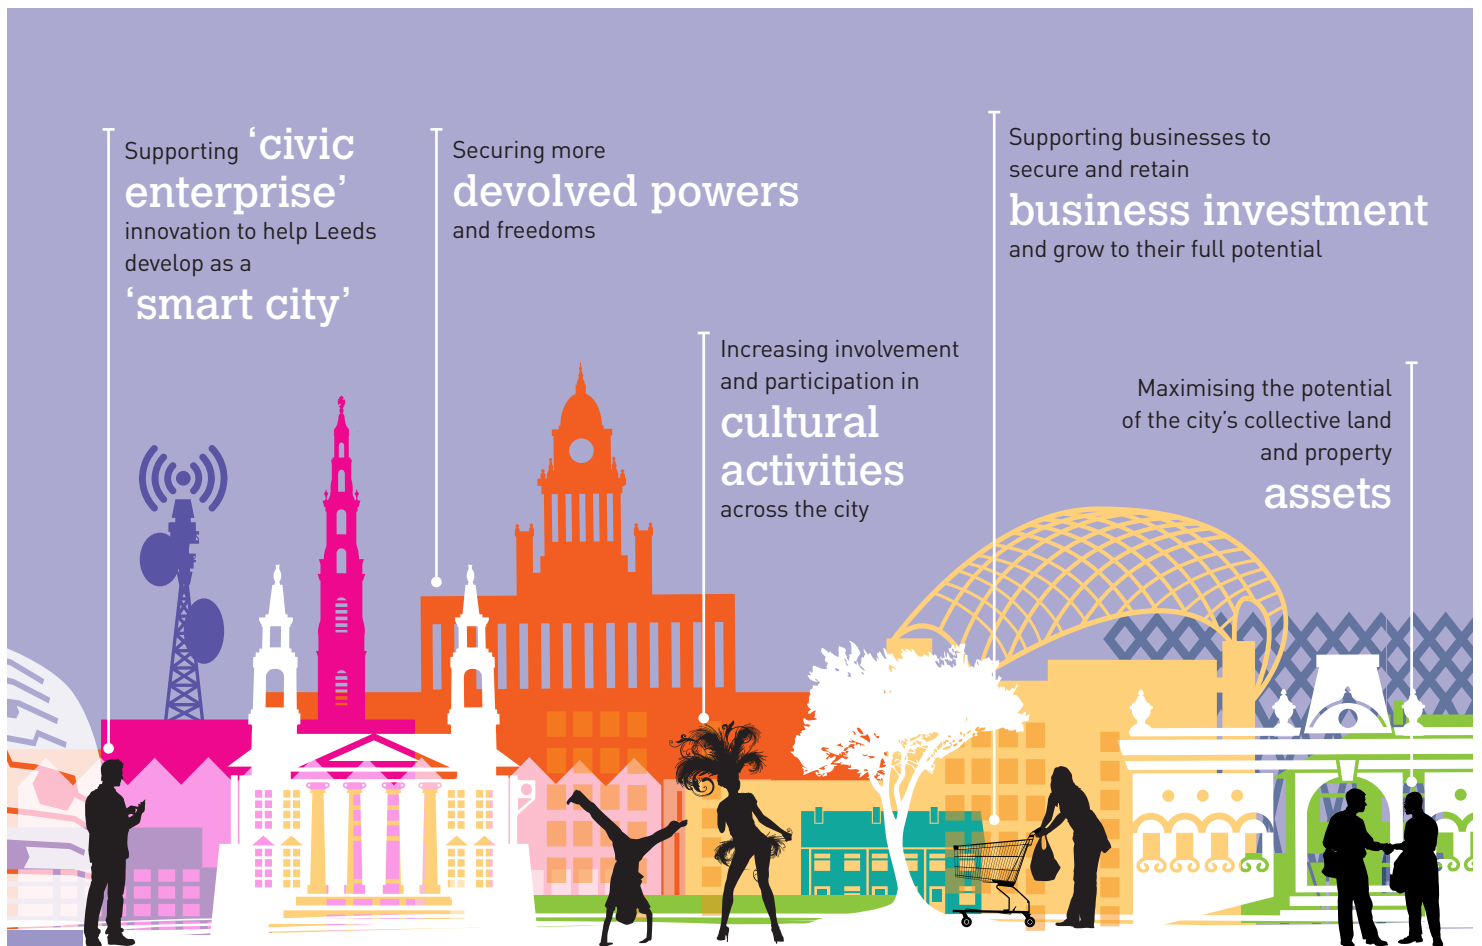 Supporting ‘civic
enterprise’
innovation to help Leeds
develop as a
‘smart city’
Securing more
devolved powers
and freedoms
Increasing involvement
and participation in
cultural
activities
across the city
Supporting businesses to
secure and retain
business investment
and grow to their full potential
Maximising the potential
of the city’s collective land
and property
assets